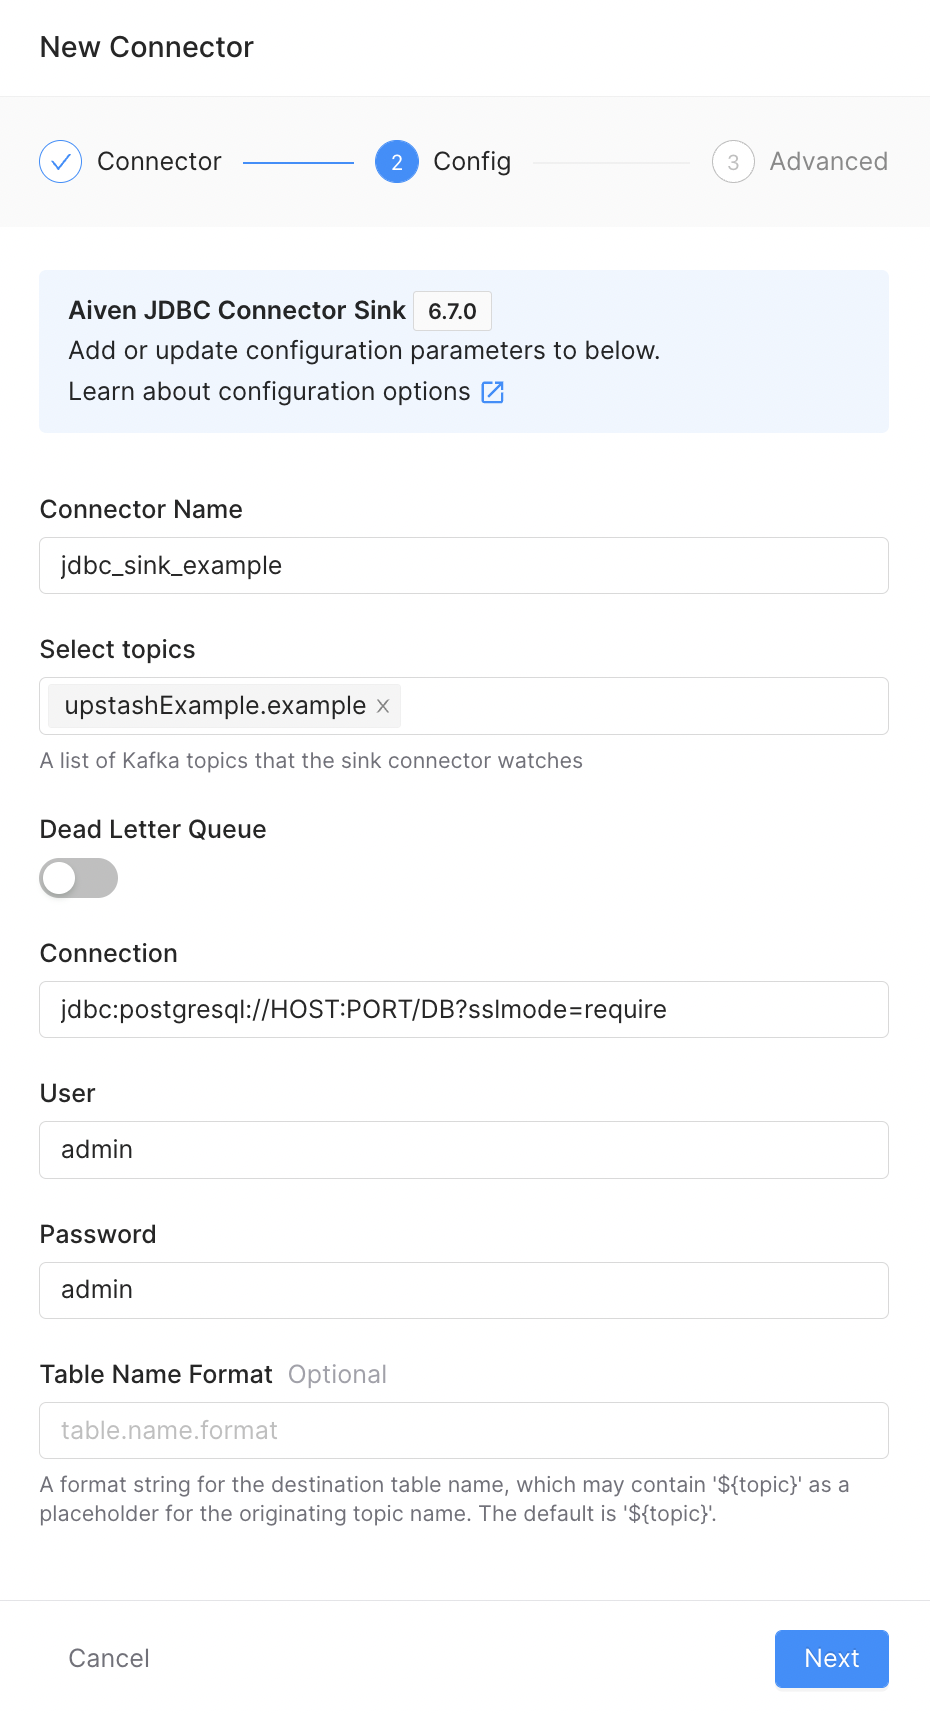 New Connector
Connector
2 Config
3 Advanced
Aiven JDBC Connector Sink 6.7.0
Add or update configuration parameters to below.
Learn about configuration options
Connector Name
jdbc_sink_example
Select topics
upstashExample.example
A list of Kafka topics that the sink connector watches
Dead Letter Queue
Connection
jdbc:postgresql://HOST:PORT/DB?sslmode=require
User
admin
Password
admin
Table Name Format Optional
table.name.format
A format string for the destination table name, which may contain '${topic}' as a
placeholder for the originating topic name. The default is '${topic}'.
Cancel
Next